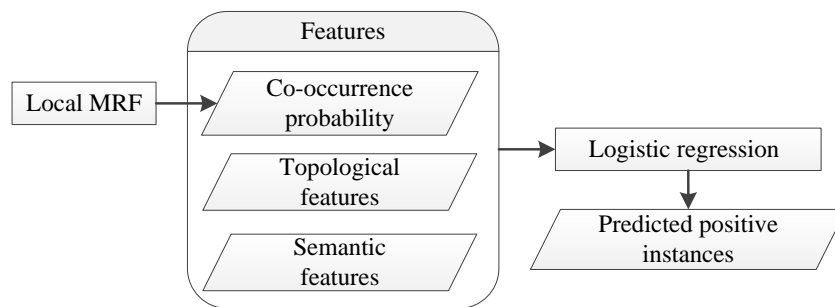 Features
Local MRF
Co-occurrence
probability
Topological
features
Semantic
features
Logistic regression
Predicted positive
instances